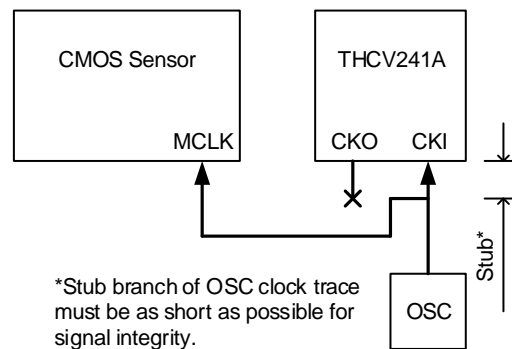 CMOS Sensor
THCV241A
MCLK
CKO
CKI
Stub*
*Stub branch of OSC clock trace
must be as short as possible for
signal integrity.
OSC